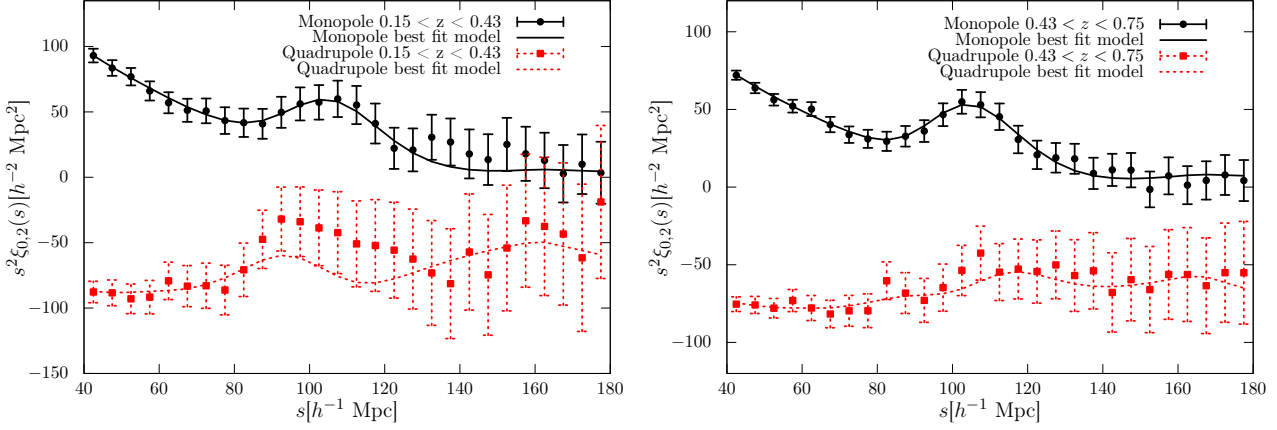 Monopole 0.15 < z < 0.43
Monopole best fit model
Quadrupole 0.15 < z < 0.43
Quadrupole best fit model
s²ξ₀,₂(s)[h⁻² Mpc²]
100
50
0
−50
−100
−150
40 60 80 100 120 140 160 180
s[h⁻¹ Mpc]
Monopole 0.43 < z < 0.75
Monopole best fit model
Quadrupole 0.43 < z < 0.75
Quadrupole best fit model
s²ξ₀,₂(s)[h⁻² Mpc²]
100
50
0
−50
−100
40 60 80 100 120 140 160 180
s[h⁻¹ Mpc]